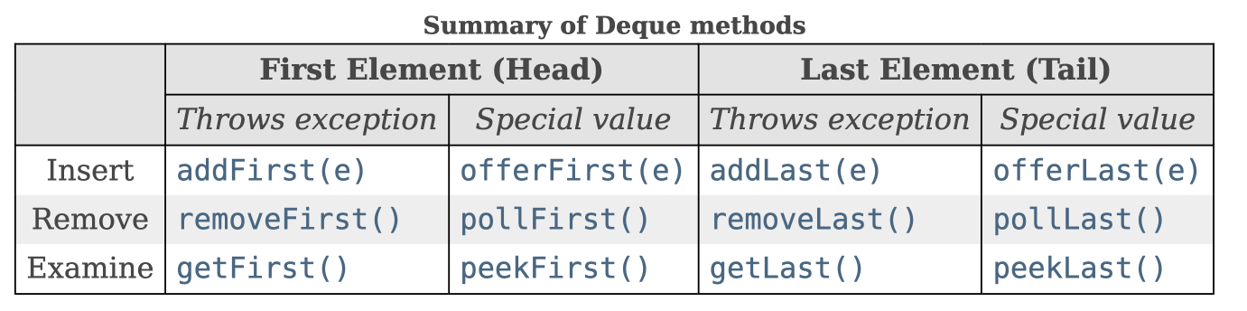 Summary of Deque methods
First Element (Head) Last Element (Tail)
Throws exception Special value Throws exception Special value
Insert addFirst(e) offerFirst(e) addLast(e) offerLast(e)
Remove removeFirst() pollFirst() removeLast() pollLast()
Examine getFirst() peekFirst() getLast() peekLast()